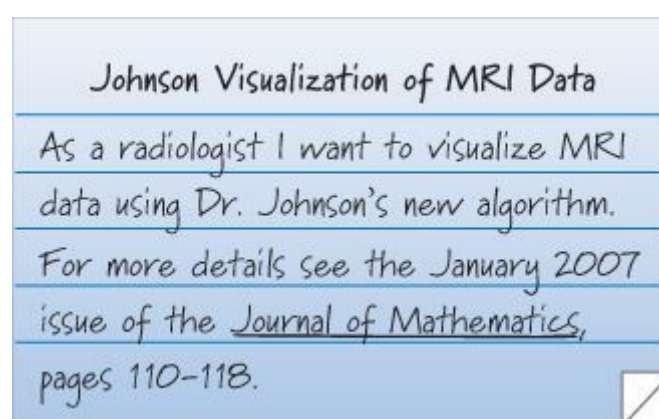 Johnson Visualization of MRI Data
As a radiologist I want to visualize MRI
data using Dr. Johnson's new algorithm.
For more details see the January 2007
issue of the Journal of Mathematics,
pages 110-118.